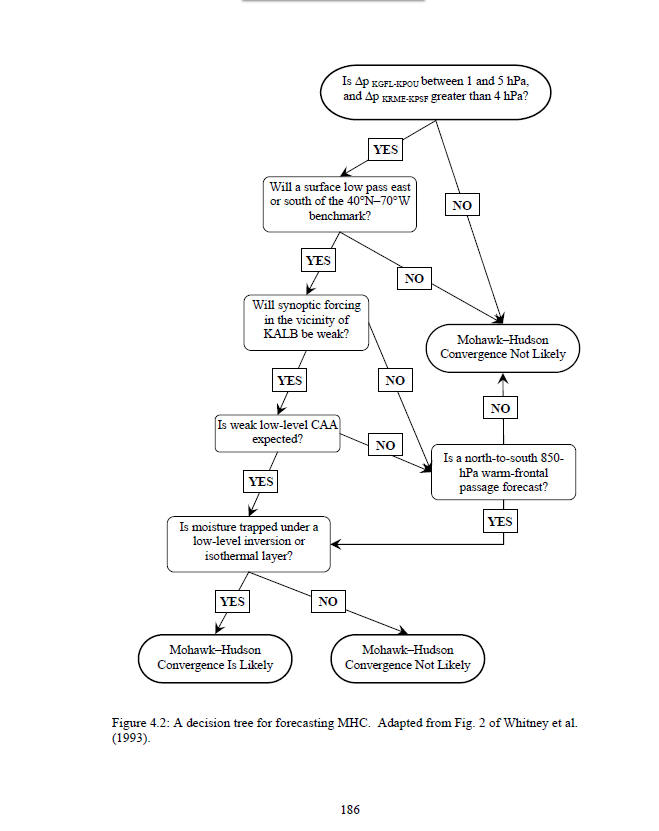 Is Δp KGFL-KPOU between 1 and 5 hPa,
and Δp KRME-KPSF greater than 4 hPa?
YES
Will a surface low pass east
or south of the 40°N–70°W
benchmark?
NO
YES
NO
Will synoptic forcing
in the vicinity of
KALB be weak?
Mohawk–Hudson
Convergence Not Likely
YES
NO
NO
Is weak low-level CAA
expected?
NO
Is a north-to-south 850-
hPa warm-frontal
passage forecast?
YES
YES
Is moisture trapped under a
low-level inversion or
isothermal layer?
YES
NO
Mohawk–Hudson
Convergence Is Likely
Mohawk–Hudson
Convergence Not Likely
Figure 4.2: A decision tree for forecasting MHC. Adapted from Fig. 2 of Whitney et al.
(1993).
186